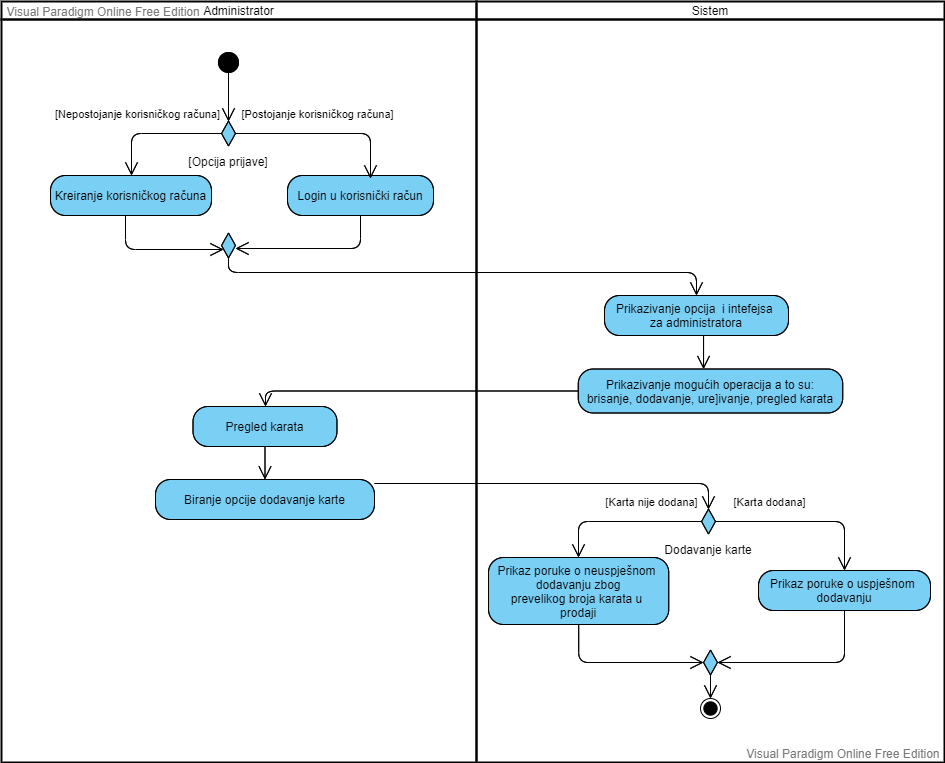 Visual Paradigm Online Free Edition
Administrator
Sistem
[Nepostojanje korisničkog računa]
[Postojanje korisničkog računa]
[Opcija prijave]
Kreiranje korisničkog računa
Login u korisnički račun
Prikazivanje opcija i intefejsa
za administratora
Prikazivanje mogućih operacija a to su:
brisanje, dodavanje, ure]ivanje, pregled karata
Pregled karata
Biranje opcije dodavanje karte
[Karta nije dodana]
[Karta dodana]
Dodavanje karte
Prikaz poruke o neuspješnom
dodavanju zbog
prevelikog broja karata u
prodaji
Prikaz poruke o uspješnom
dodavanju
Visual Paradigm Online Free Edition